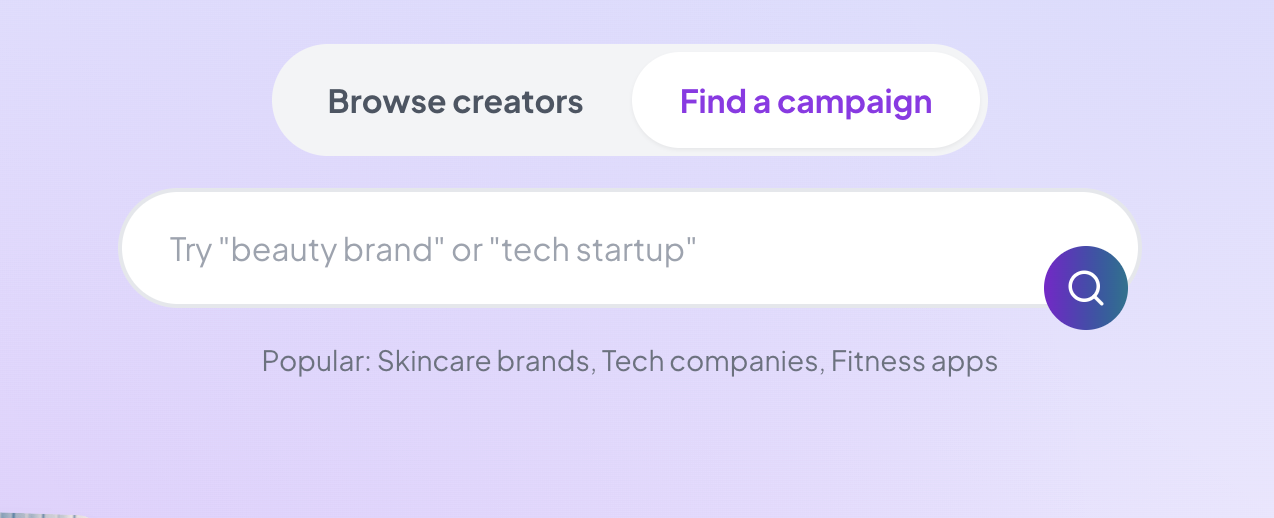 Browse creators
Find a campaign
Try "beauty brand" or "tech startup"
Popular: Skincare brands, Tech companies, Fitness apps